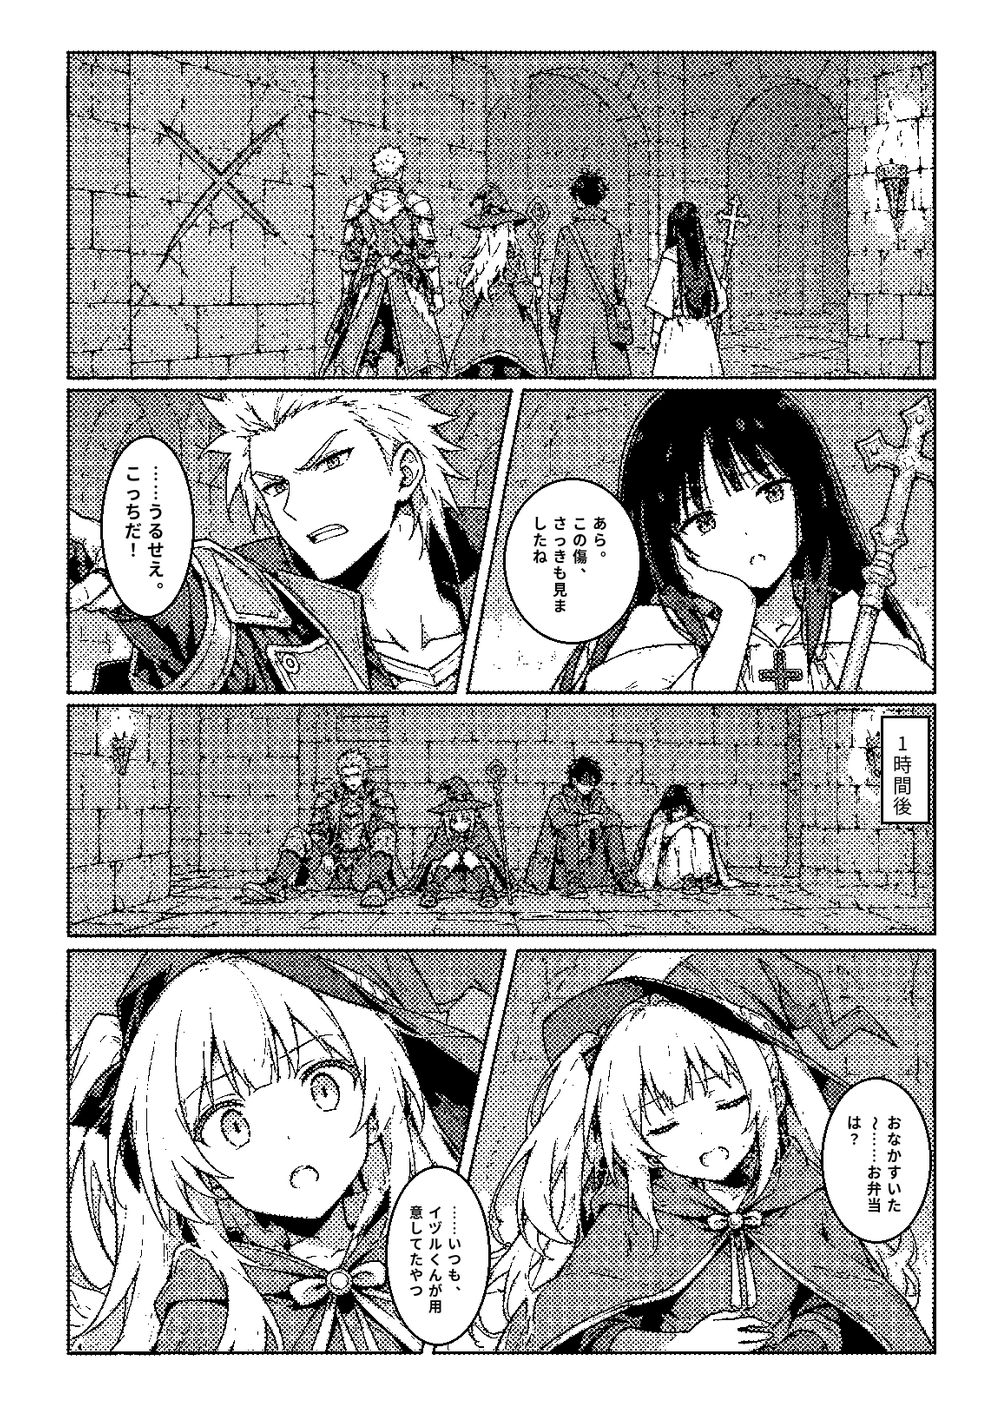 あら。
この傷、
さっきも見ま
したね
……うるせえ。
こっちだ！
1時間後
おなかすいた
〜……お弁当
は？
……いつも、
イヅルくんが用
意してたやつ